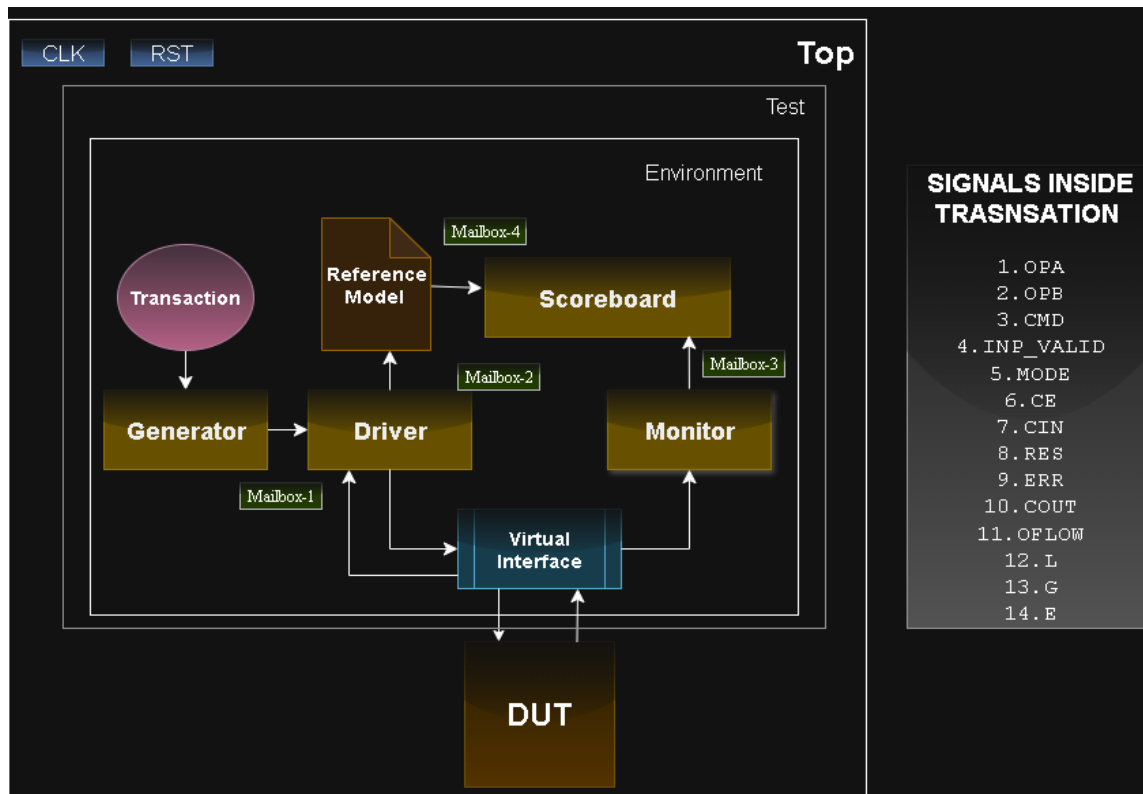 CLK
RST
Top
Test
Environment
Mailbox-4
Reference
Model
Transaction
Scoreboard
Mailbox-3
Mailbox-2
Generator
Driver
Monitor
Mailbox-1
Virtual
Interface
DUT
SIGNALS INSIDE
TRASNSATION
1.OPA
2.OPB
3.CMD
4.INP_VALID
5.MODE
6.CE
7.CIN
8.RES
9.ERR
10.COUT
11.OFLOW
12.L
13.G
14.E